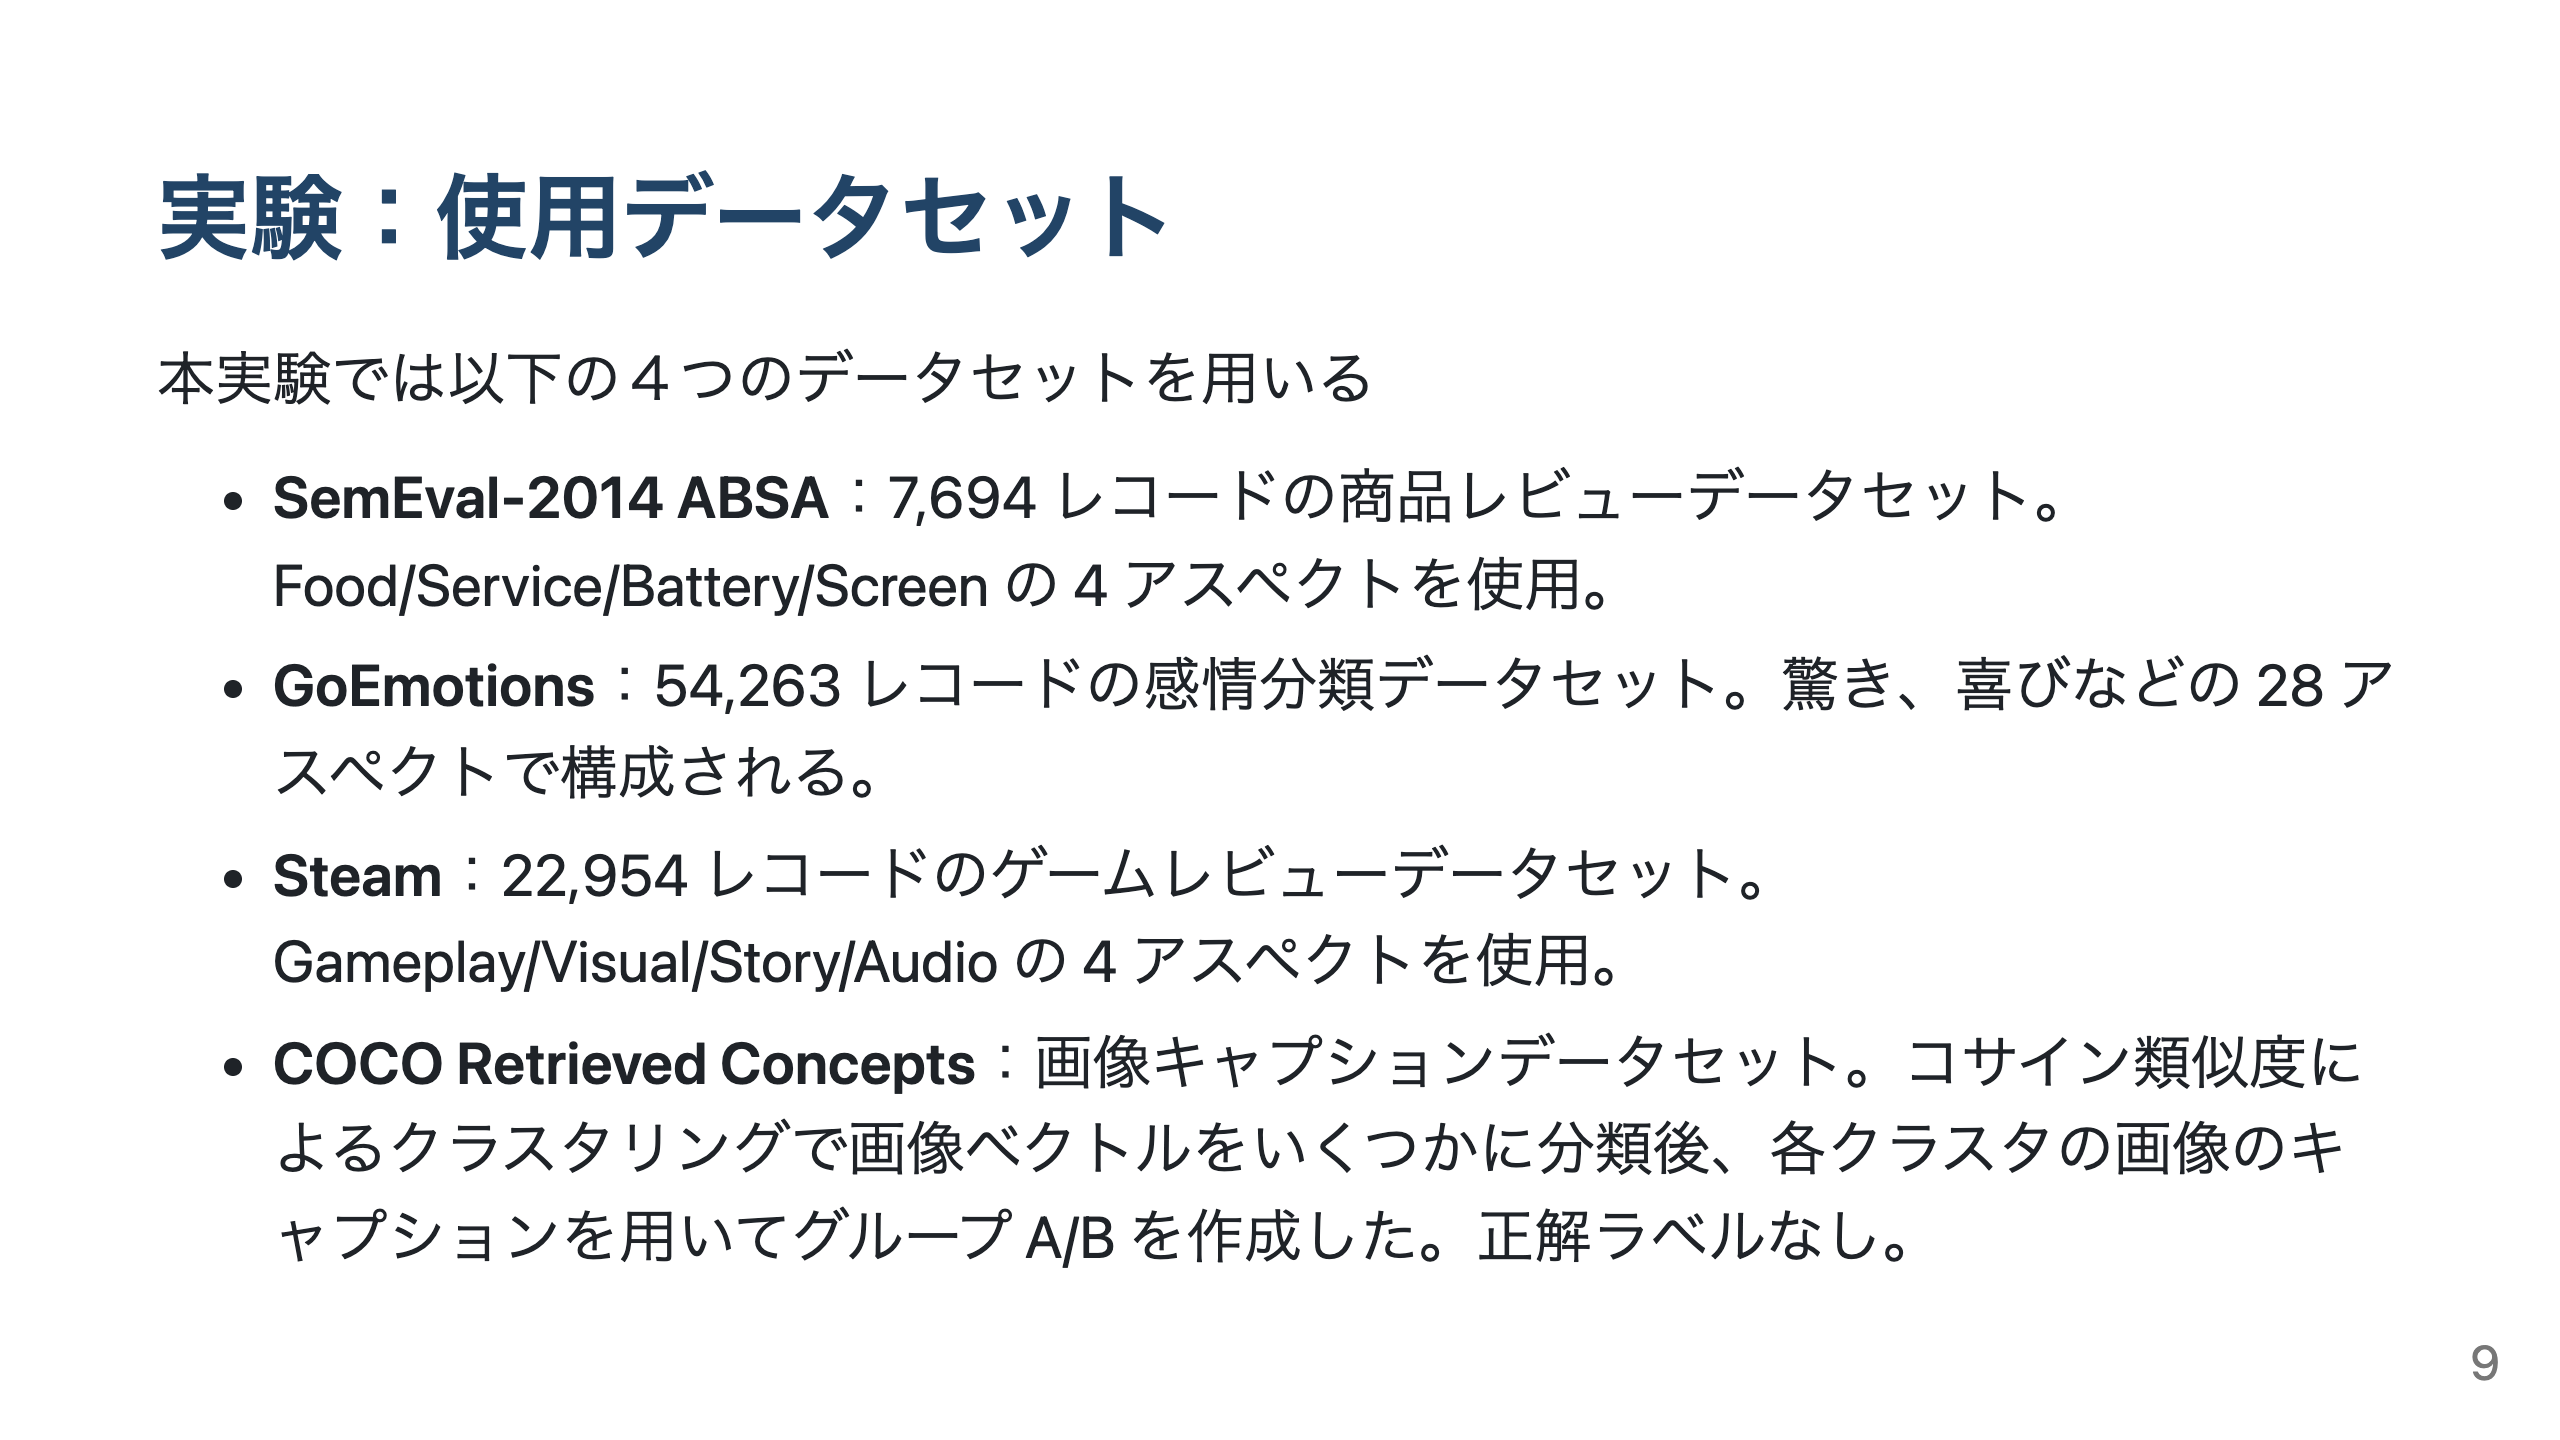 実験：使用データセット
本実験では以下の４つのデータセットを用いる
• SemEval-2014 ABSA：7,694 レコードの商品レビューデータセット。
Food/Service/Battery/Screen の 4 アスペクトを使用。
• GoEmotions：54,263 レコードの感情分類データセット。驚き、喜びなどの 28 ア
スペクトで構成される。
• Steam：22,954 レコードのゲームレビューデータセット。
Gameplay/Visual/Story/Audio の 4 アスペクトを使用。
• COCO Retrieved Concepts：画像キャプションデータセット。コサイン類似度に
よるクラスタリングで画像ベクトルをいくつかに分類後、各クラスタの画像のキ
ャプションを用いてグループ A/B を作成した。正解ラベルなし。
9